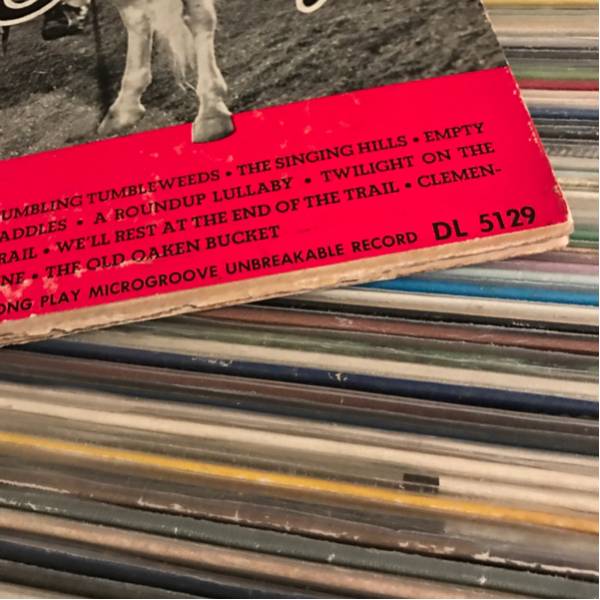 UMBLING TUMBLEWEEDS • THE SINGING HILLS • EMPTY
ADDLES • A ROUNDUP LULLABY • TWILIGHT ON THE
RAIL • WE'LL REST AT THE END OF THE TRAIL • CLEMEN-
NE • THE OLD OAKEN BUCKET
ONG PLAY MICROGROOVE UNBREAKABLE RECORD DL 5129